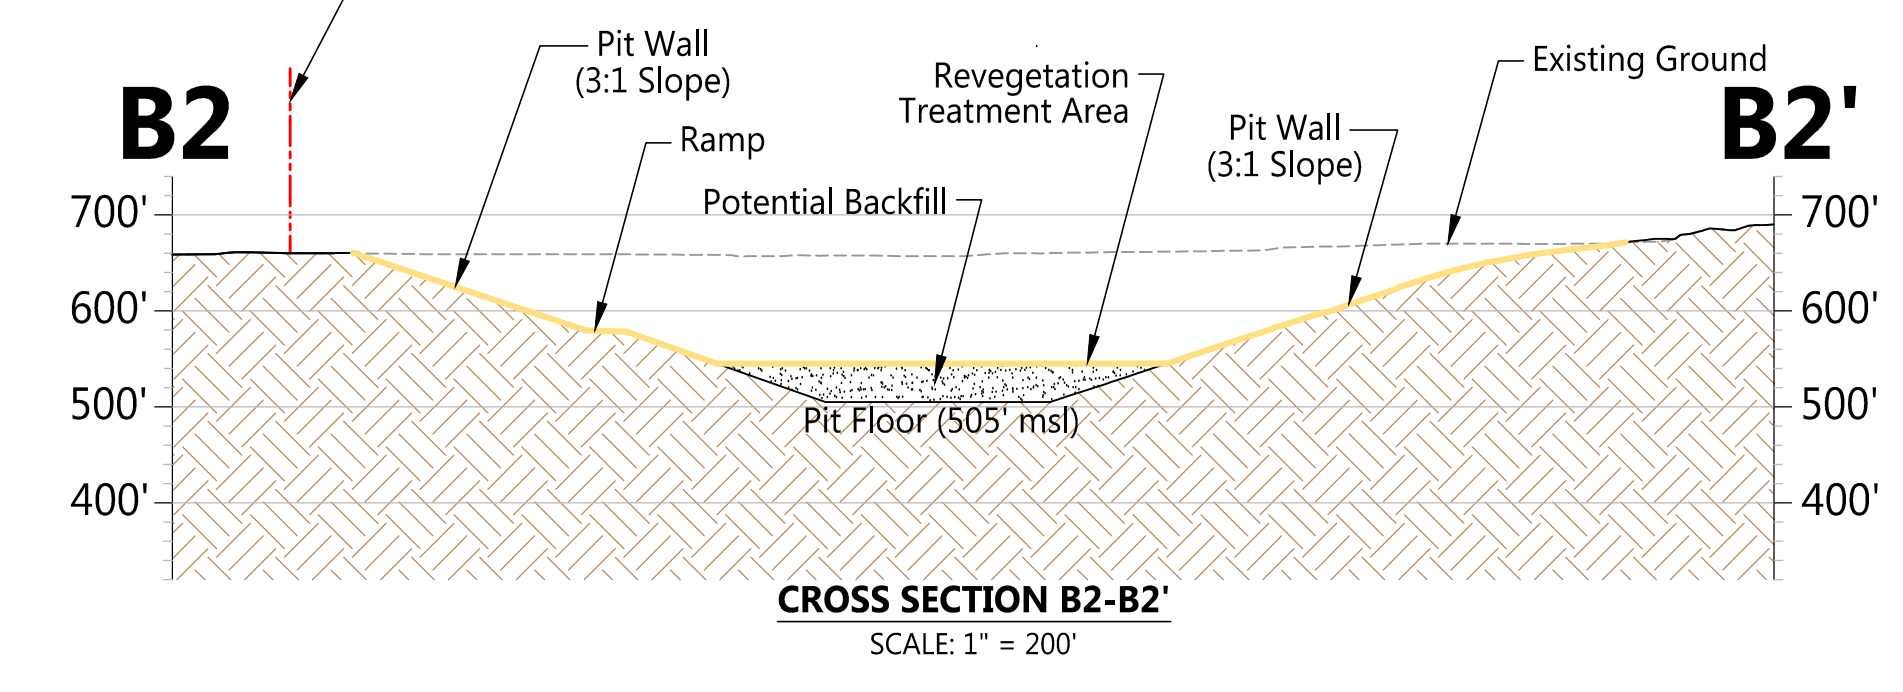 Pit Wall
(3:1 Slope)
Existing Ground
Revegetation
Treatment Area
B2
B2'
Pit Wall
(3:1 Slope)
Ramp
Potential Backfill
700'
700'
600'
600'
500'
500'
Pit Floor (505' msl)
400'
400'
CROSS SECTION B2-B2'
SCALE: 1" = 200'